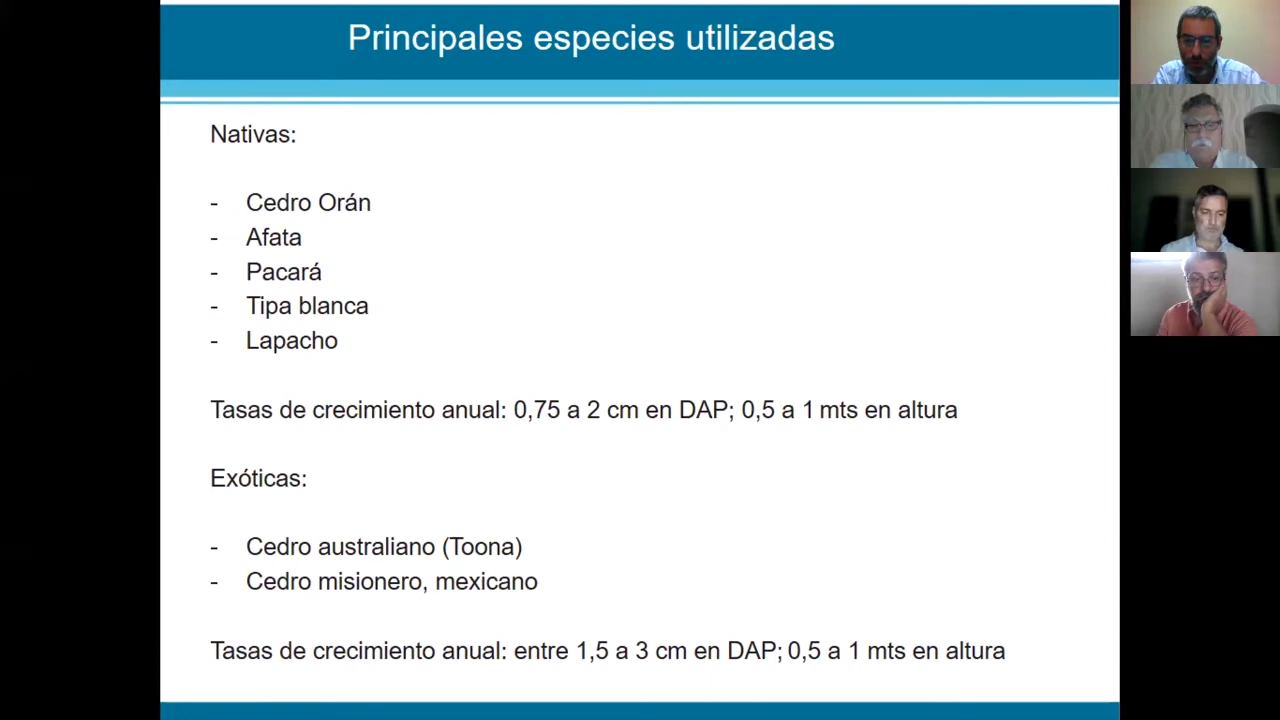 Principales especies utilizadas
Nativas:
- Cedro Orán
- Afata
- Pacará
- Tipa blanca
- Lapacho
Tasas de crecimiento anual: 0,75 a 2 cm en DAP; 0,5 a 1 mts en altura
Exóticas:
- Cedro australiano (Toona)
- Cedro misionero, mexicano
Tasas de crecimiento anual: entre 1,5 a 3 cm en DAP; 0,5 a 1 mts en altura